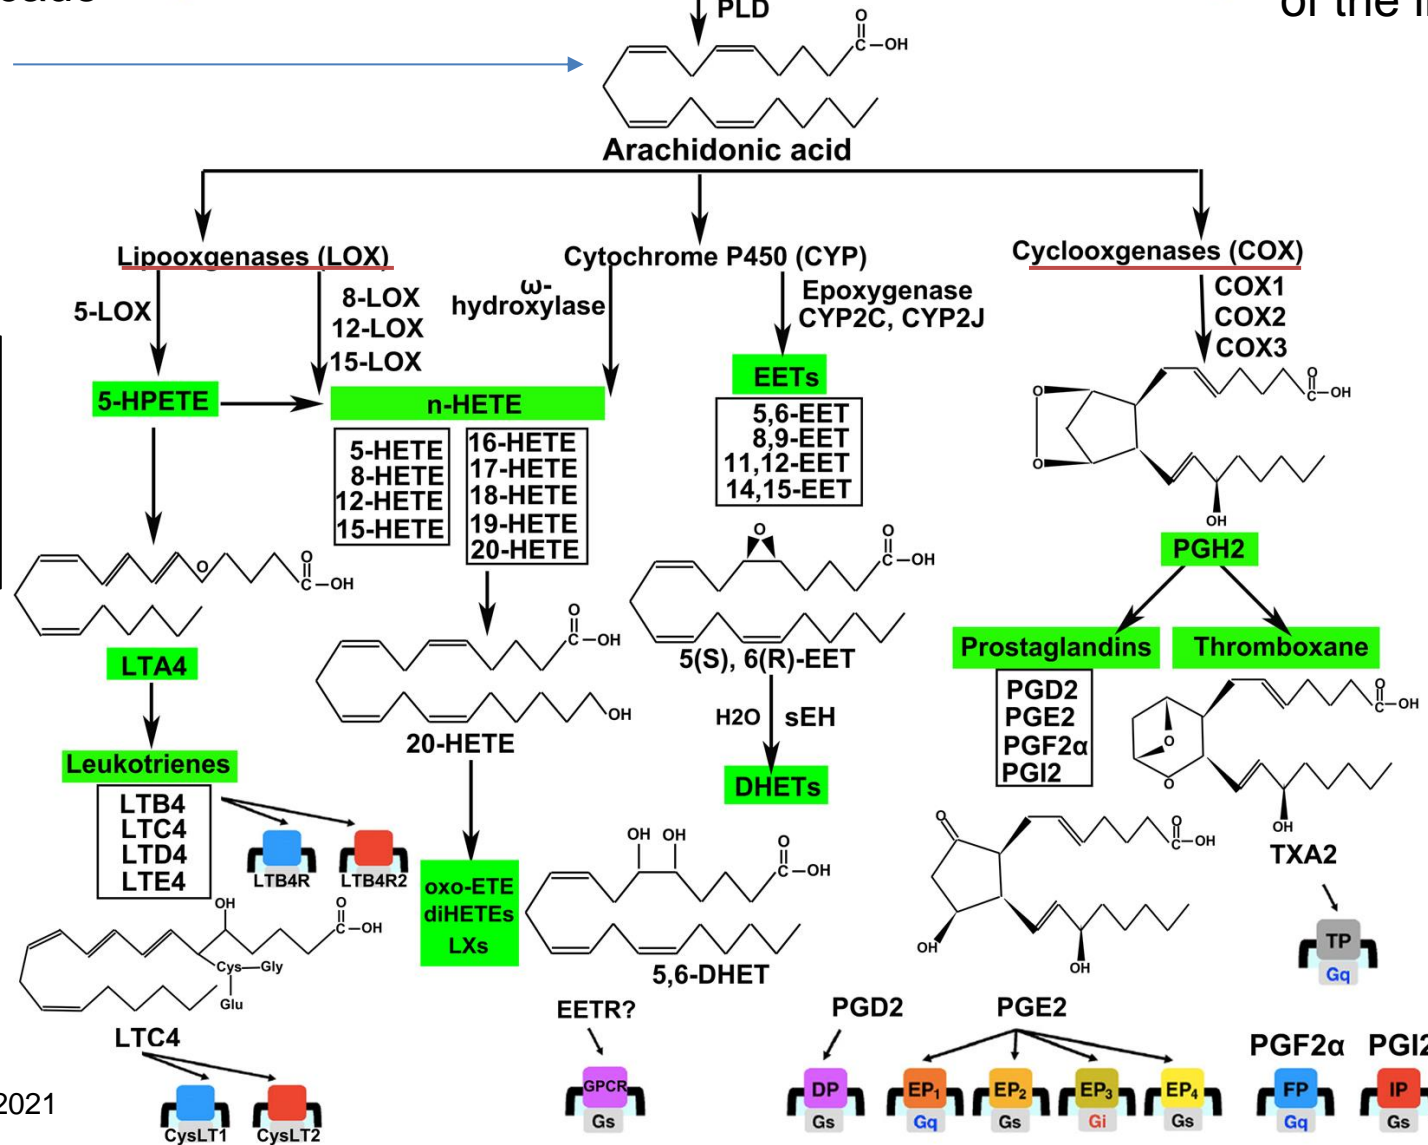 PLD
of the
C
O
OH
Arachidonic acid
Lipooxgenases (LOX)
Cytochrome P450 (CYP)
Cyclooxgenases (COX)
5-LOX
8-LOX
12-LOX
15-LOX
ω-
hydroxylase
Epoxygenase
CYP2C, CYP2J
COX1
COX2
COX3
5-HPETE
n-HETE
EETs
5-HETE
8-HETE
12-HETE
15-HETE
16-HETE
17-HETE
18-HETE
19-HETE
20-HETE
5,6-EET
8,9-EET
11,12-EET
14,15-EET
O
O
O
C
OH
OH
PGH2
O
O
C
OH
LTA4
O
C
OH
20-HETE
OH
O
O
C
OH
5(S), 6(R)-EET
H2O
sEH
DHETs
Prostaglandins
Thromboxane
PGD2
PGE2
PGF2α
PGI2
O
O
O
C
OH
OH
TXA2
Leukotrienes
LTB4
LTC4
LTD4
LTE4
LTB4R
LTB4R2
oxo-ETE
diHETEs
LXs
OH
OH
O
C
OH
5,6-DHET
O
O
C
OH
OH
OH
OH
O
C
OH
Cys
Gly
Glu
LTC4
CysLT1
CysLT2
EETR?
GPCR
Gs
PGD2
DP
Gs
PGE2
EP1
Gq
EP2
Gs
EP3
Gi
EP4
Gs
TP
Gq
PGF2α
FP
Gq
PGI2
IP
Gs
2021